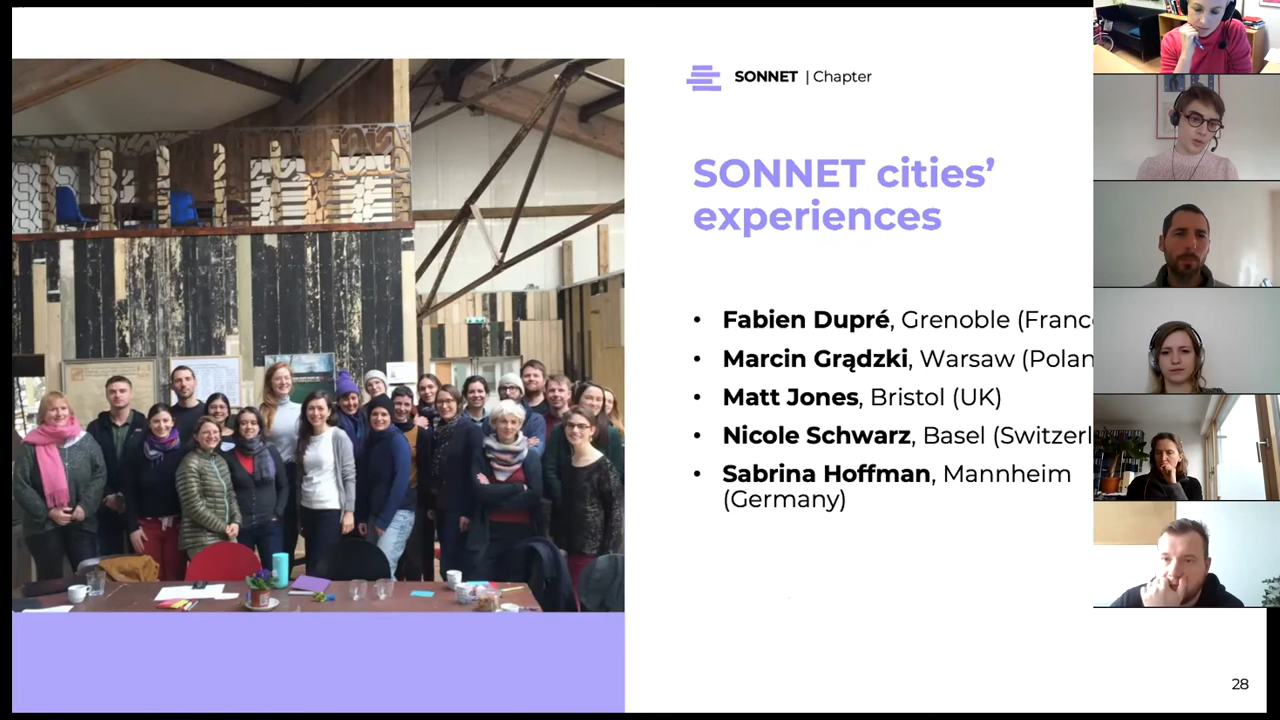 SONNET | Chapter
SONNET cities’
experiences
• Fabien Dupré, Grenoble (Franc
• Marcin Grądzki, Warsaw (Polan
• Matt Jones, Bristol (UK)
• Nicole Schwarz, Basel (Switzerl
• Sabrina Hoffman, Mannheim
(Germany)
28